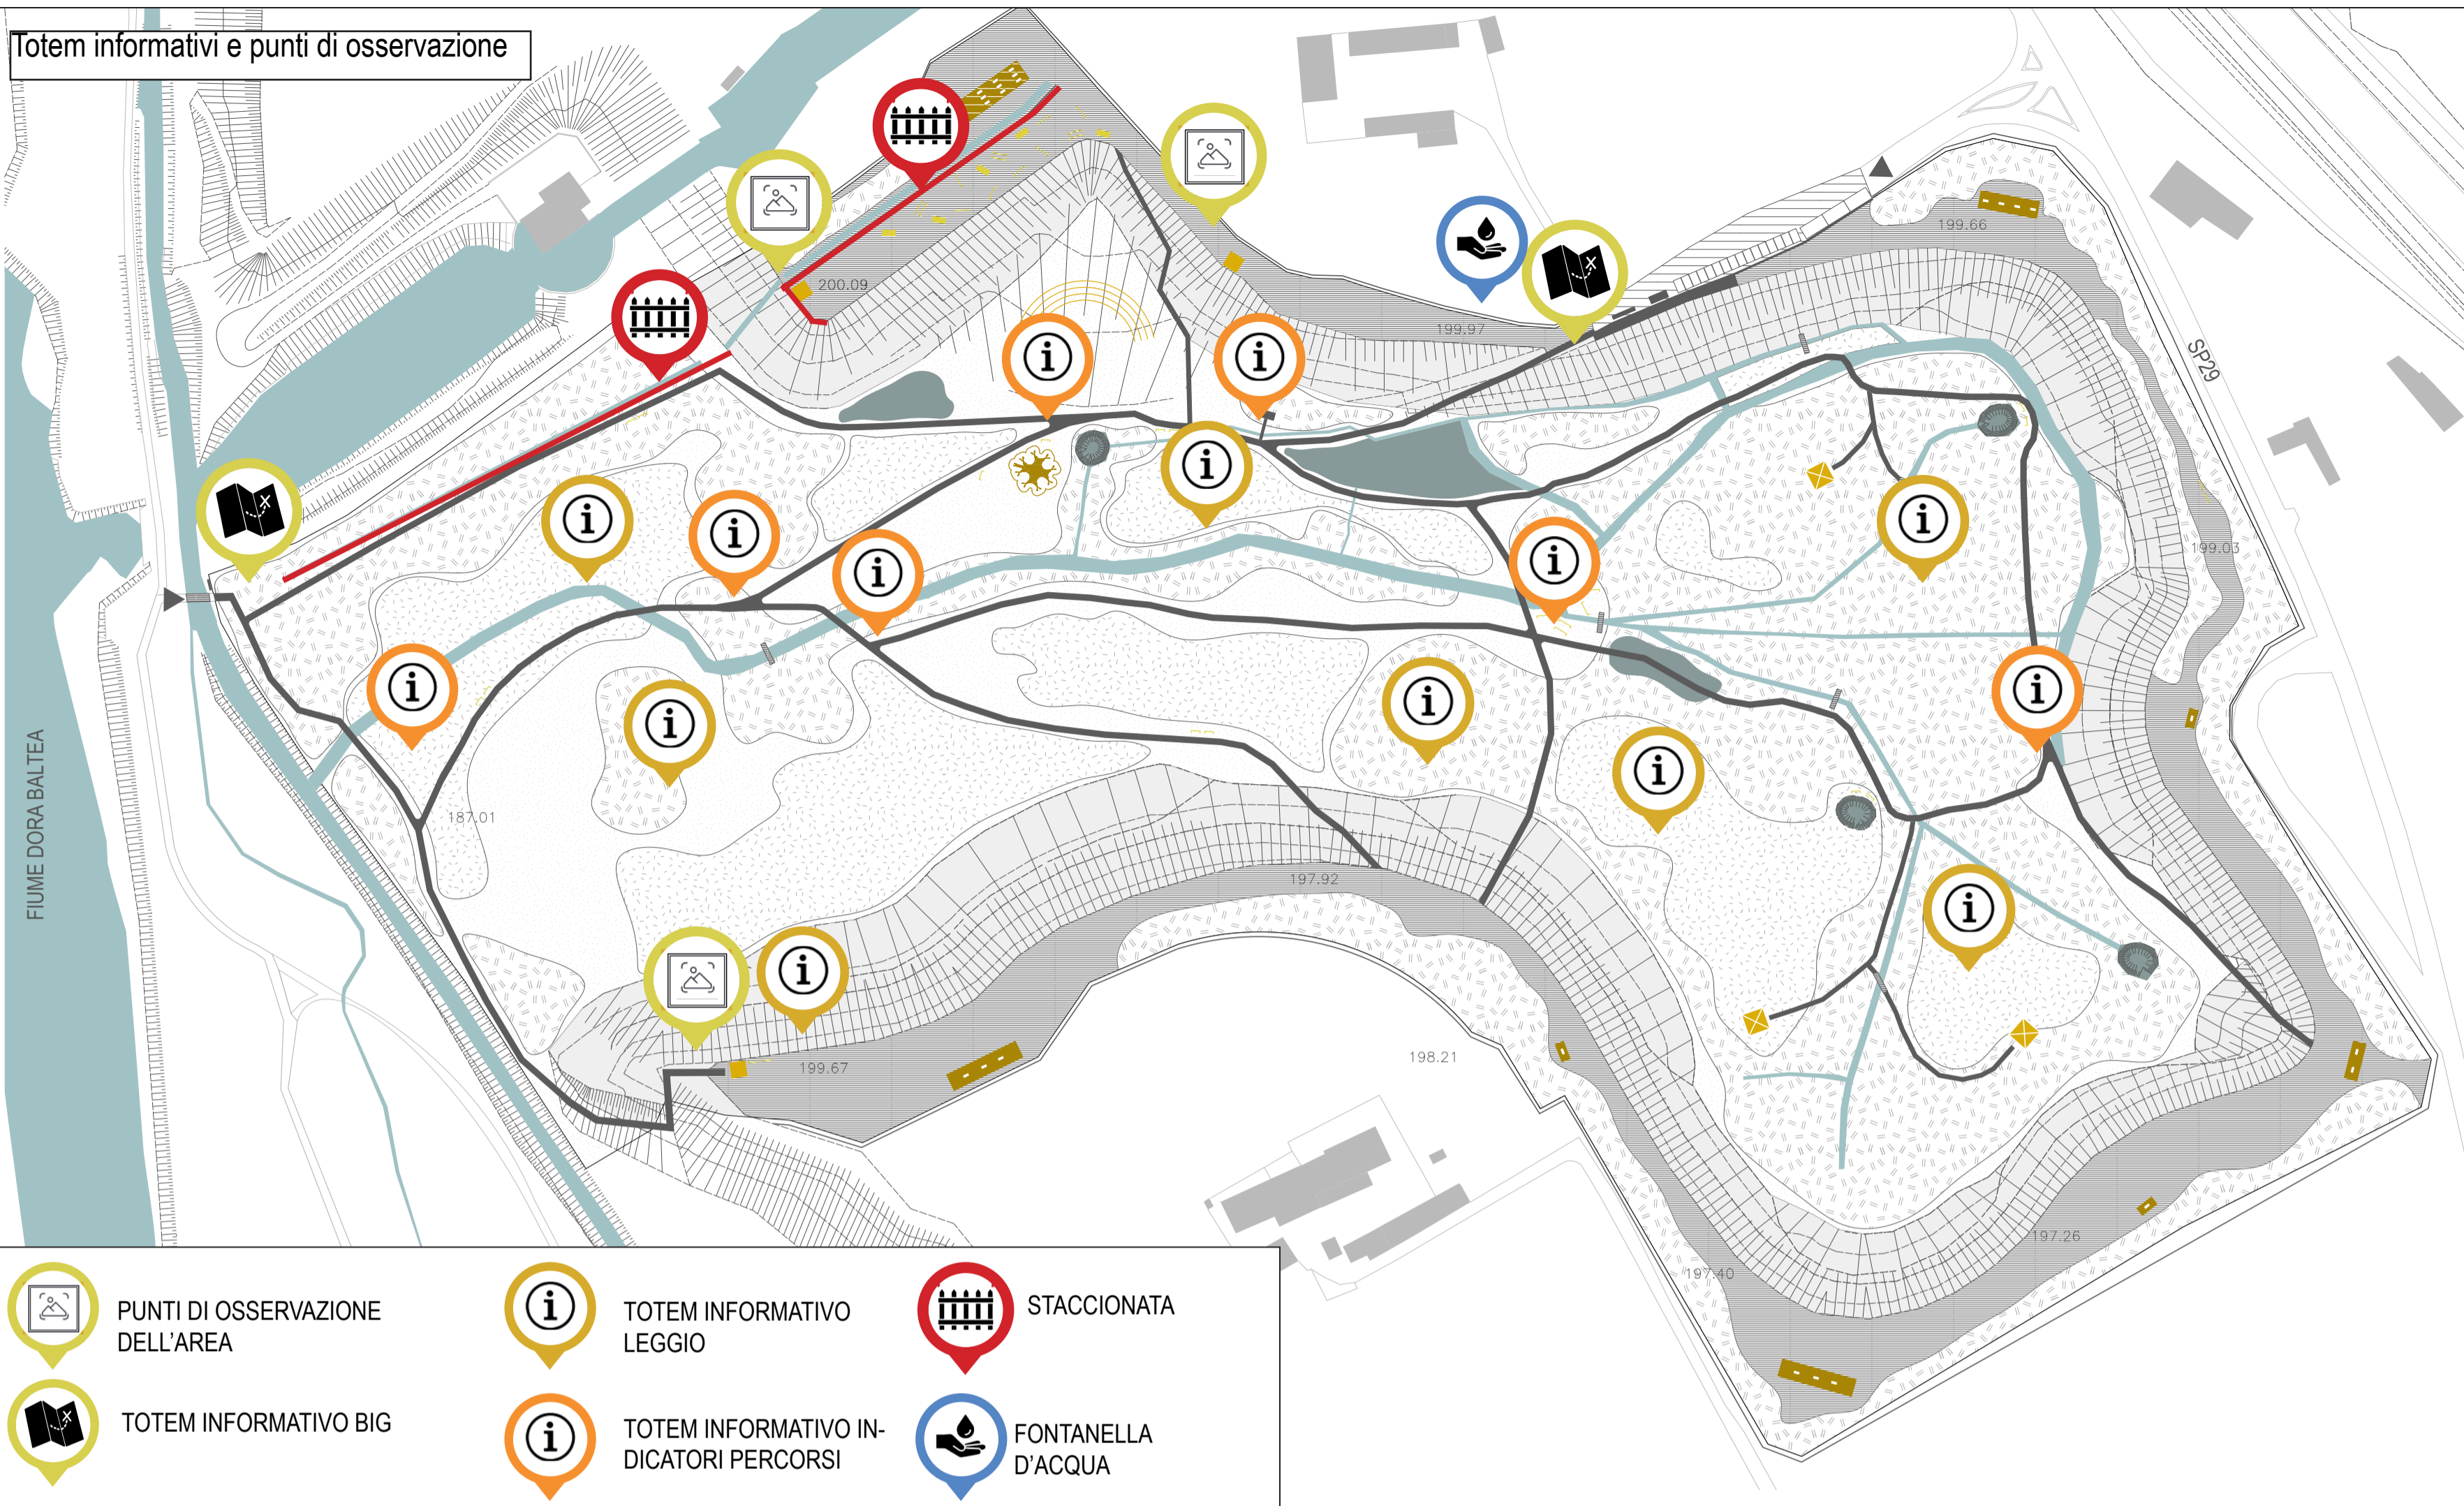 Totem informativi e punti di osservazione
199.66
200.09
199.97
SP29
199.03
FIUME DORA BALTEA
187.01
197.92
198.21
199.67
197.26
197.40
PUNTI DI OSSERVAZIONE
DELL'AREA
TOTEM INFORMATIVO BIG
TOTEM INFORMATIVO
LEGGIO
TOTEM INFORMATIVO IN-
DICATORI PERCORSI
STACCIONATA
FONTANELLA
D'ACQUA